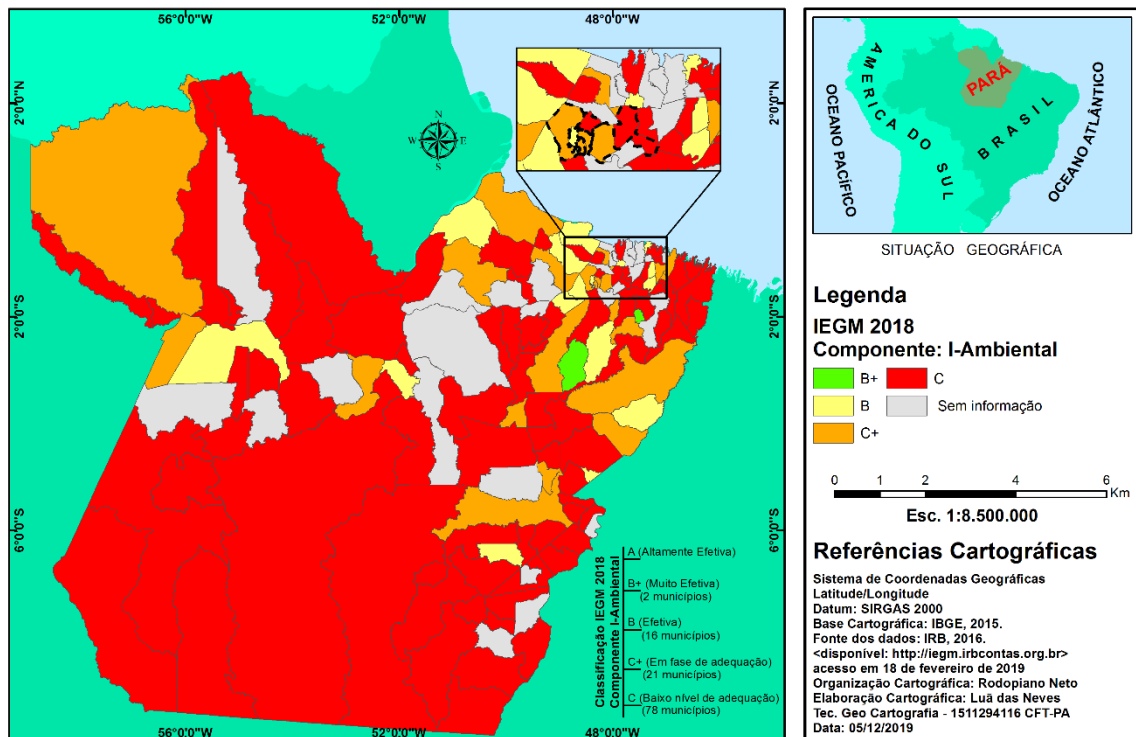 56°0'0"W
52°0'0"W
48°0'0"W
2°0'0"N
2°0'0"S
6°0'0"S
2°0'0"N
2°0'0"S
6°0'0"S
56°0'0"W
52°0'0"W
48°0'0"W
N
W
E
S
Classificação IEGM 2018
Componente I-Ambiental
A (Altamente Efetiva)
B+ (Muito Efetiva)
(2 municípios)
B (Efetiva)
(16 municípios)
C+ (Em fase de adequação)
(21 municípios)
C (Baixo nível de adequação)
(78 municípios)
OCEANO PACÍFICO
AMERICA DO SUL
PARÁ
BRASIL
OCEANO ATLÂNTICO
SITUAÇÃO GEOGRÁFICA
Legenda
IEGM 2018
Componente: I-Ambiental
B+
C
B
Sem informação
C+
0 1 2 4 6
Km
Esc. 1:8.500.000
Referências Cartográficas
Sistema de Coordenadas Geográficas
Latitude/Longitude
Datum: SIRGAS 2000
Base Cartográfica: IBGE, 2015.
Fonte dos dados: IRB, 2016.
<disponível: http://iegm.irbcontas.org.br>
acesso em 18 de fevereiro de 2019
Organização Cartográfica: Rodopiano Neto
Elaboração Cartográfica: Luã das Neves
Tec. Geo Cartografia - 1511294116 CFT-PA
Data: 05/12/2019